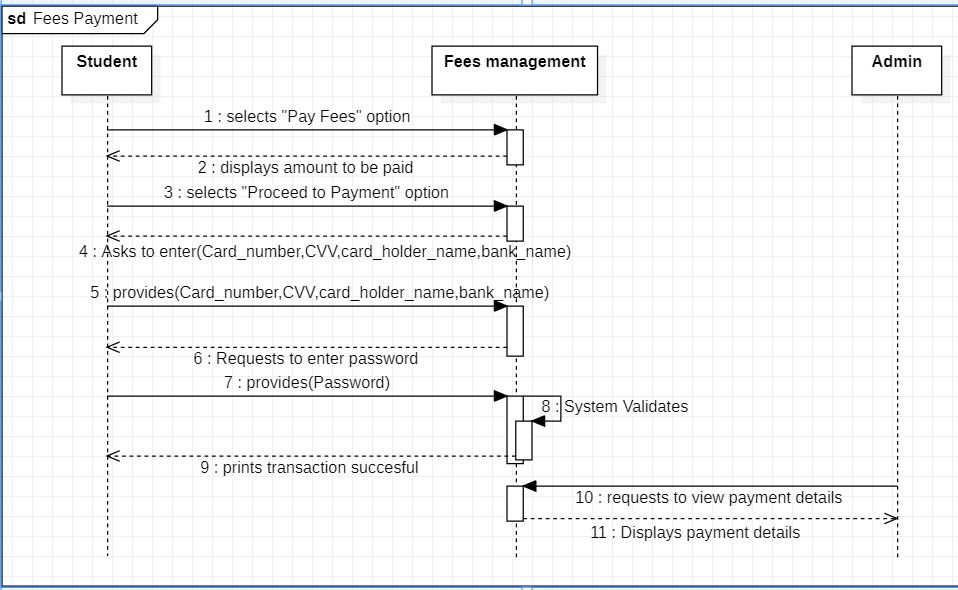 sd Fees Payment
Student
Fees management
Admin
1 : selects "Pay Fees" option
2 : displays amount to be paid
3 : selects "Proceed to Payment" option
4 : Asks to enter(Card_number,CVV,card_holder_name,bank_name)
5 : provides(Card_number,CVV,card_holder_name,bank_name)
6 : Requests to enter password
7 : provides(Password)
8 : System Validates
9 : prints transaction succesful
10 : requests to view payment details
11 : Displays payment details